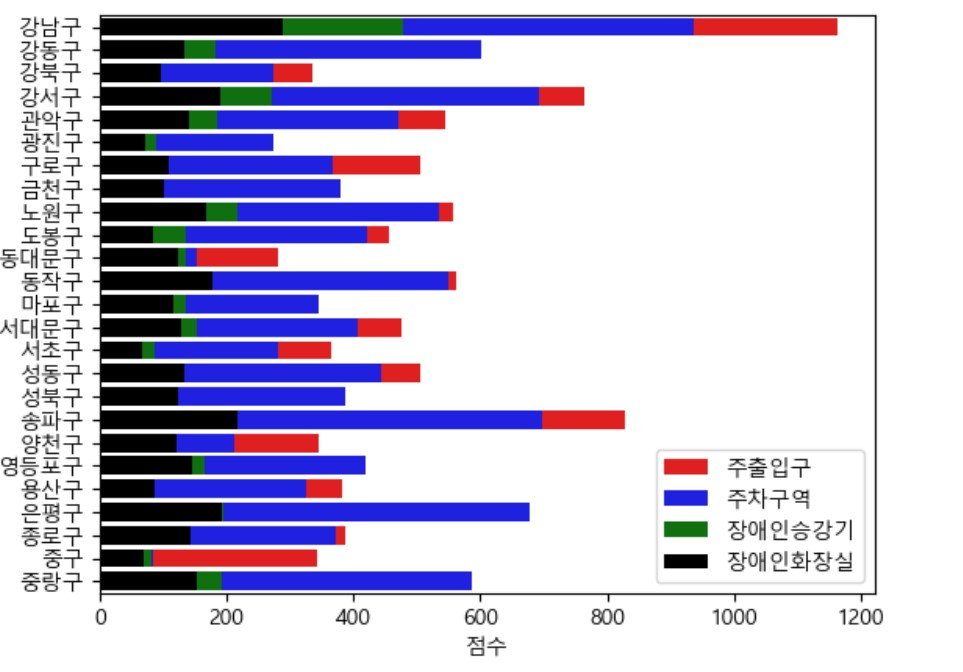 강남구
강동구
강북구
강서구
관악구
광진구
구로구
금천구
노원구
도봉구
동대문구
동작구
마포구
서대문구
서초구
성동구
성북구
송파구
양천구
영등포구
용산구
은평구
종로구
중구
중랑구
주출입구
주차구역
장애인승강기
장애인화장실
0 200 400 600 800 1000 1200
점수